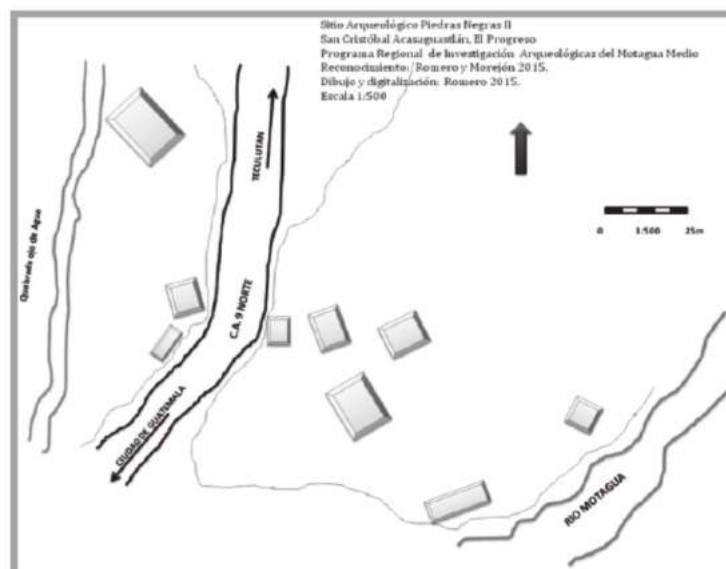 Sitio Arqueológico Piedras Negras II
San Cristóbal Acasaguastlán, El Progreso
Programa Regional de Investigación Arqueológicas del Motagua Medio
Reconocimiento: Romero y Morejón 2015.
Dibujo y digitalización: Romero 2015.
Escala 1/500
TECULUTAN
Quebrada ojo de Agua
0 1:500 25m
C.A. 9 NORTE
CIUDAD DE GUATEMALA
RIO MOTAGUA